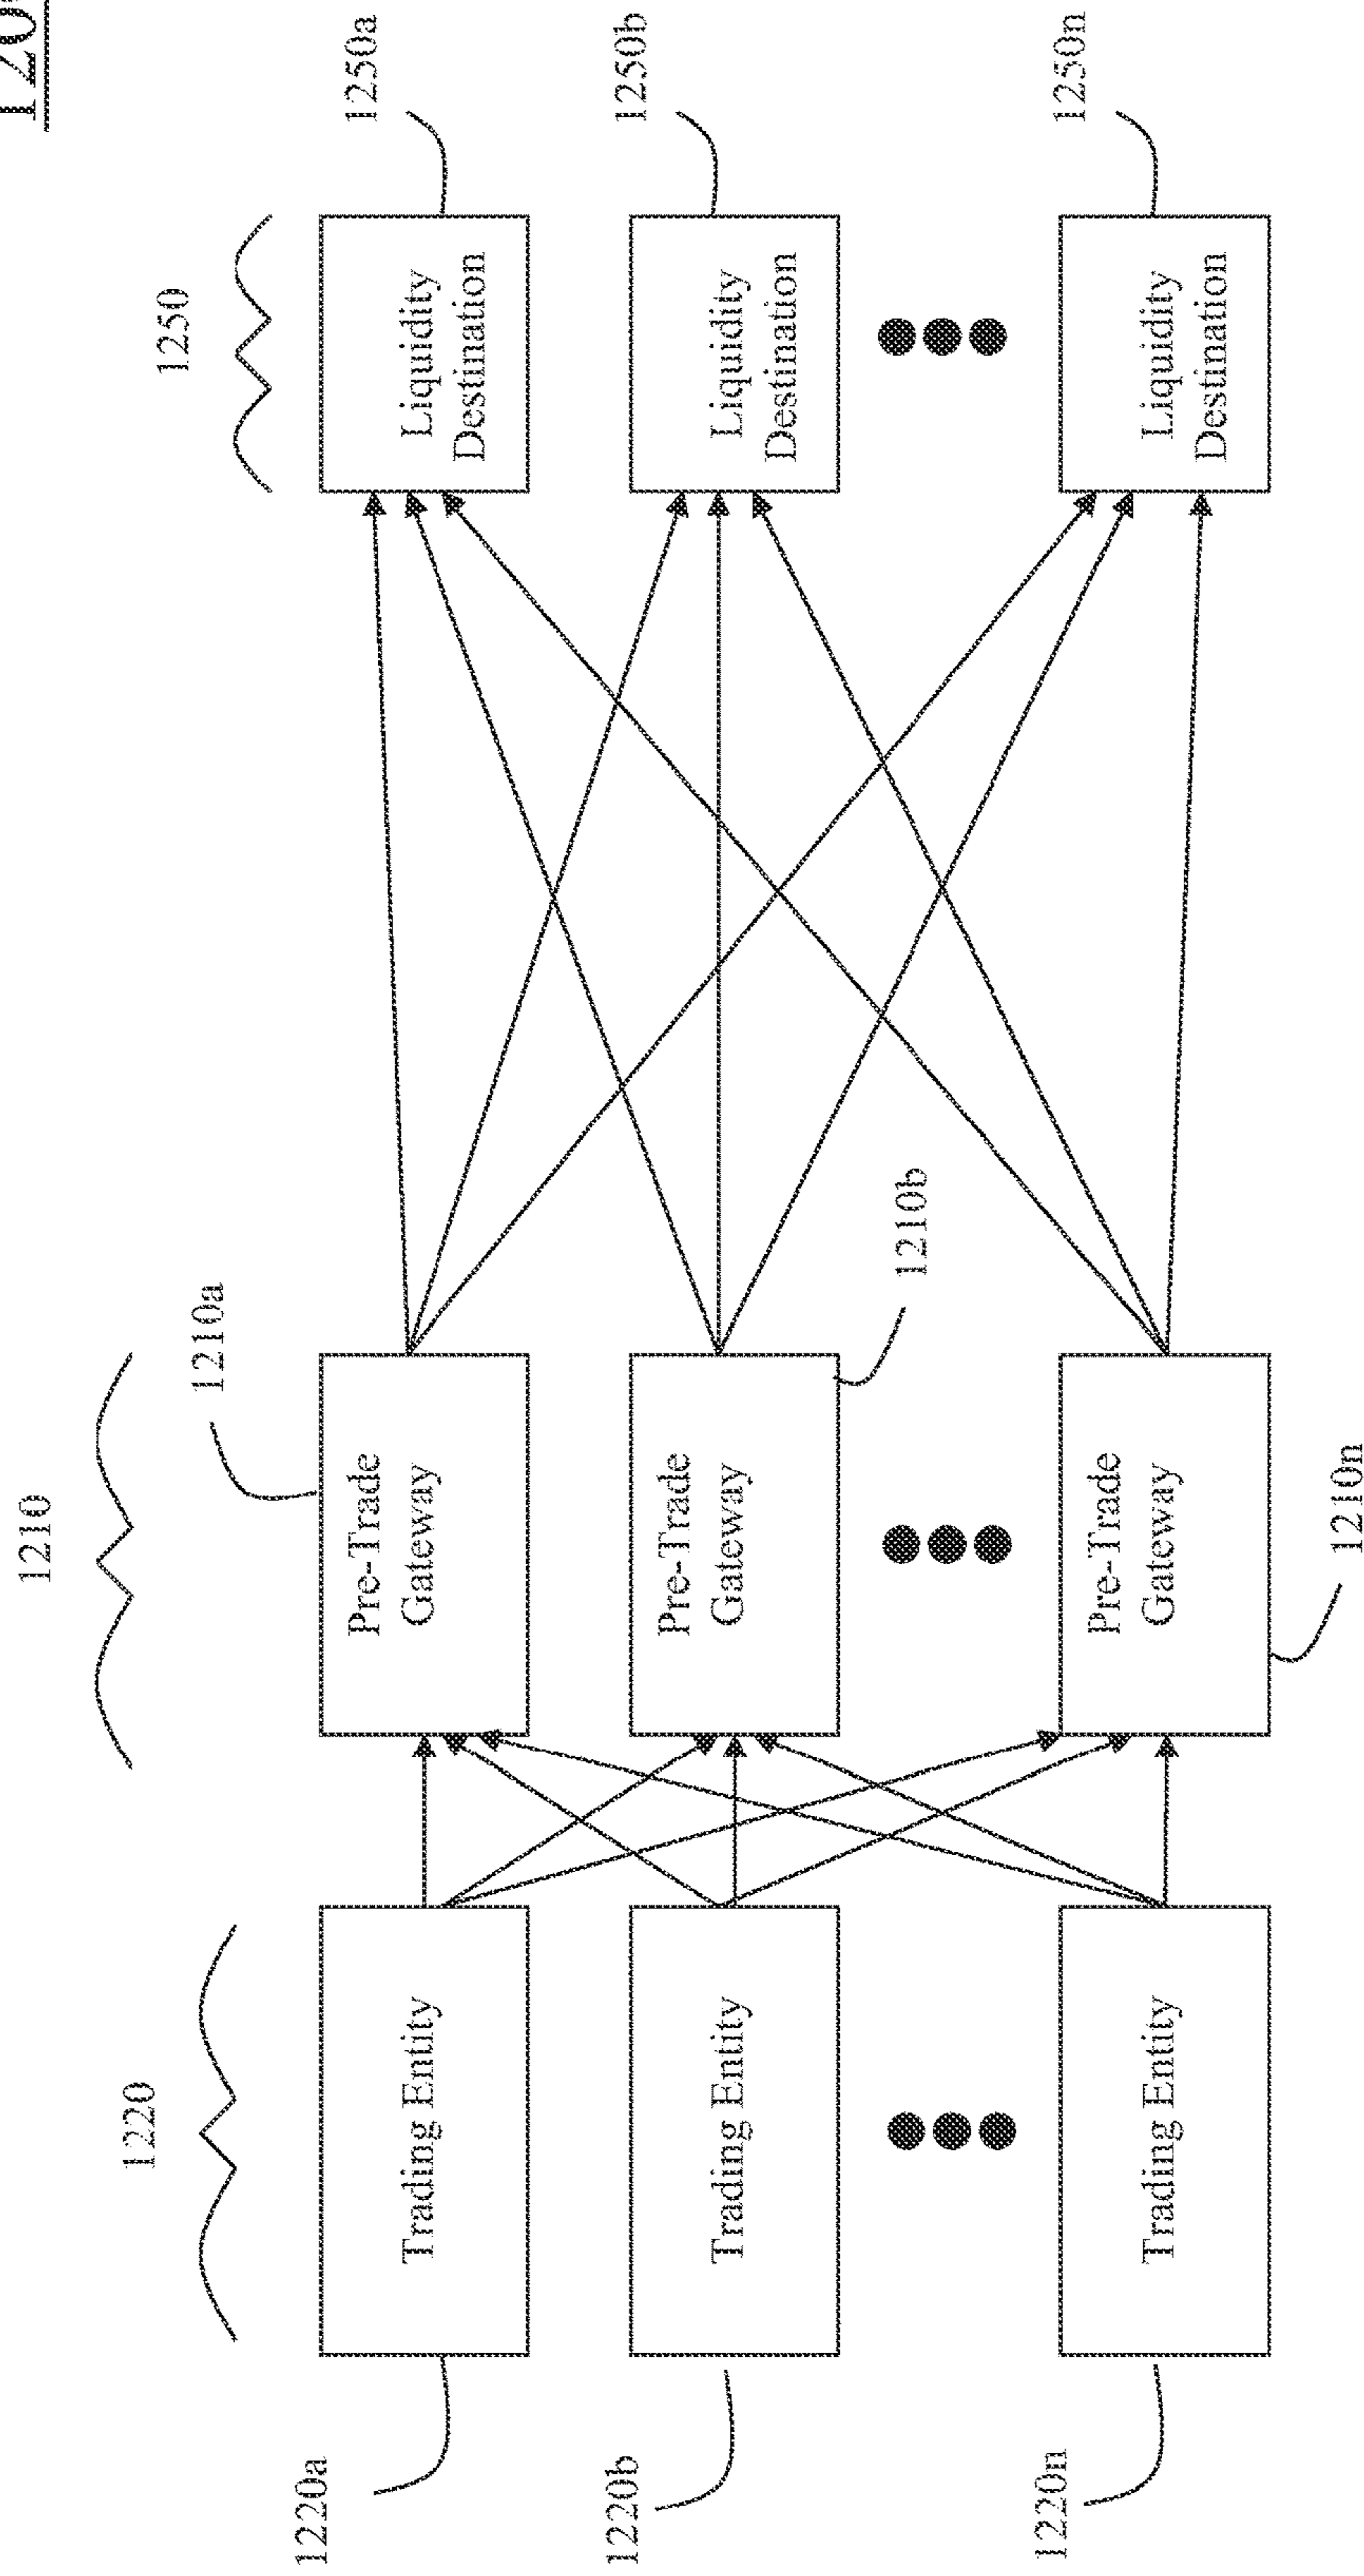 1210
1220
1250
1210a
1220a
1250a
Trading Entity
Pre-Trade
Gateway
Liquidity
Destination
1220b
1250b
Trading Entity
Pre-Trade
Gateway
Liquidity
Destination
1210b
1220n
1250n
Trading Entity
Pre-Trade
Gateway
Liquidity
Destination
1210n